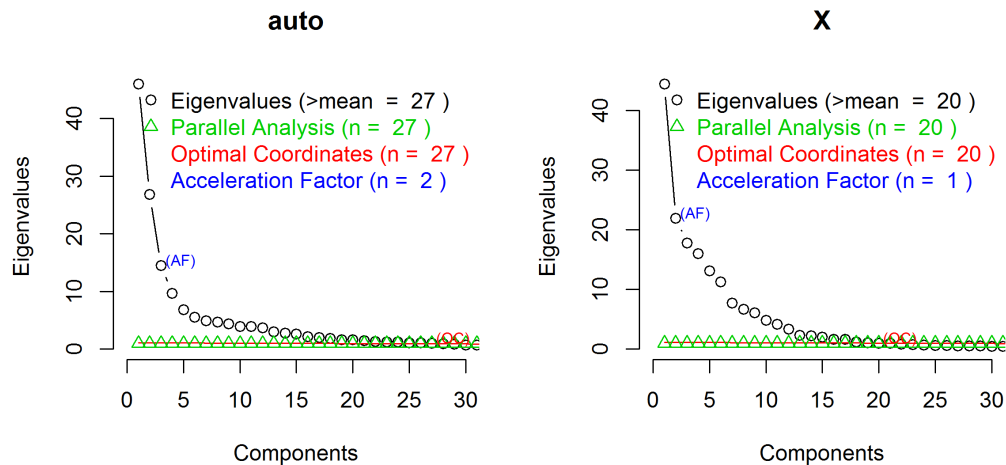 auto
Eigenvalues (>mean = 27 )
Parallel Analysis (n = 27 )
Optimal Coordinates (n = 27 )
Acceleration Factor (n = 2 )
(AF)
(OC)
Eigenvalues
0 10 20 30 40
0 5 10 15 20 25 30
Components
X
Eigenvalues (>mean = 20 )
Parallel Analysis (n = 20 )
Optimal Coordinates (n = 20 )
Acceleration Factor (n = 1 )
(AF)
(OC)
Eigenvalues
0 10 20 30 40
0 5 10 15 20 25 30
Components